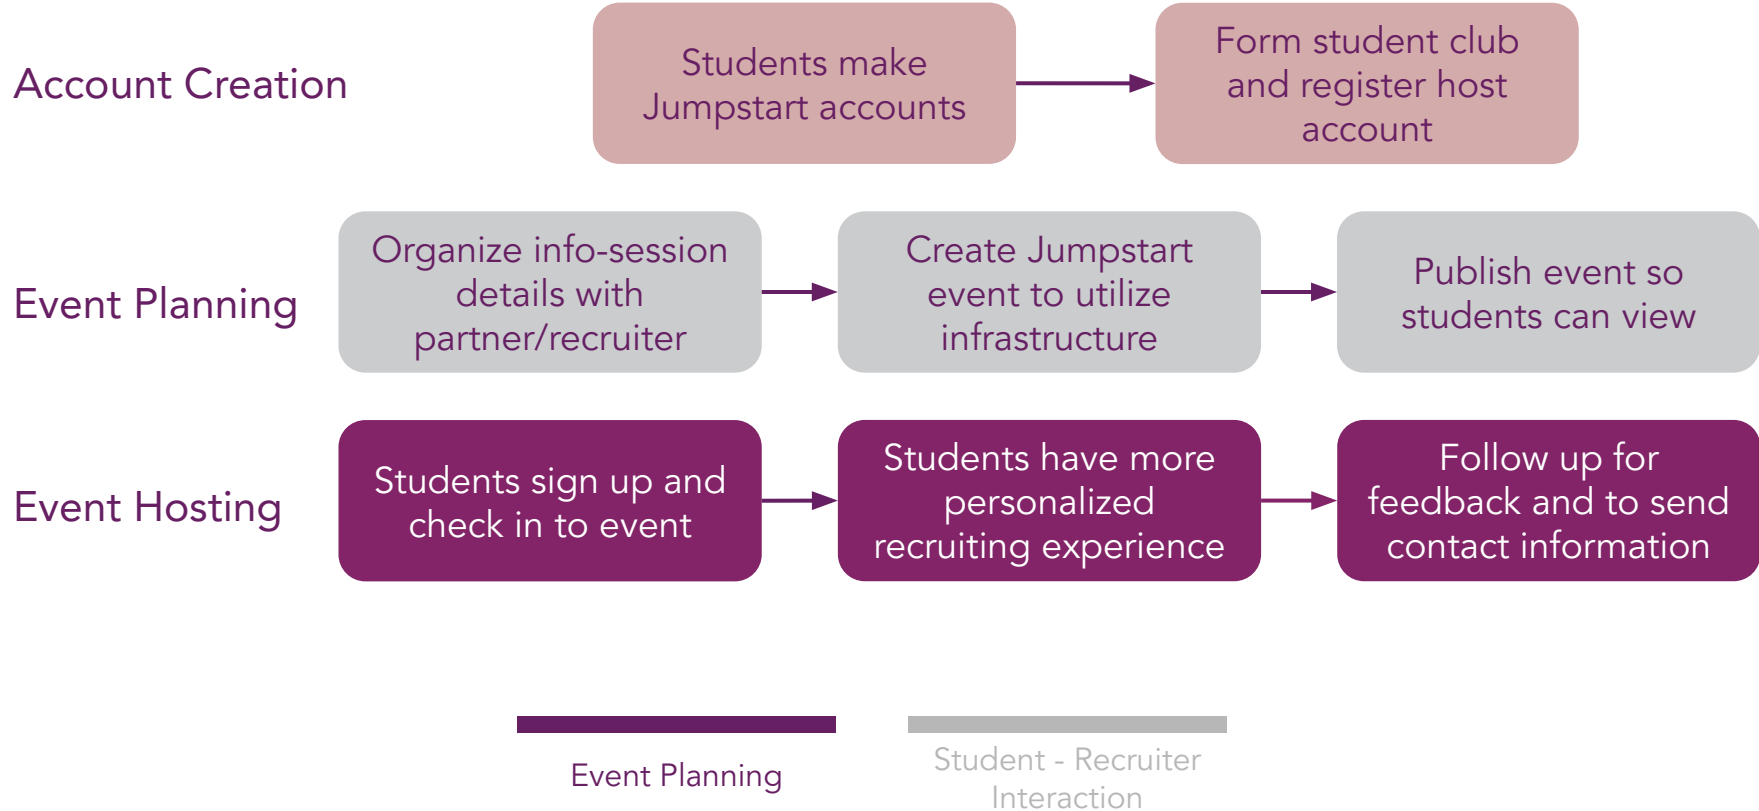 Account Creation
Students make
Jumpstart accounts
Form student club
and register host
account
Event Planning
Organize info-session
details with
partner/recruiter
Create Jumpstart
event to utilize
infrastructure
Publish event so
students can view
Event Hosting
Students sign up and
check in to event
Students have more
personalized
recruiting experience
Follow up for
feedback and to send
contact information
Event Planning
Student - Recruiter
Interaction